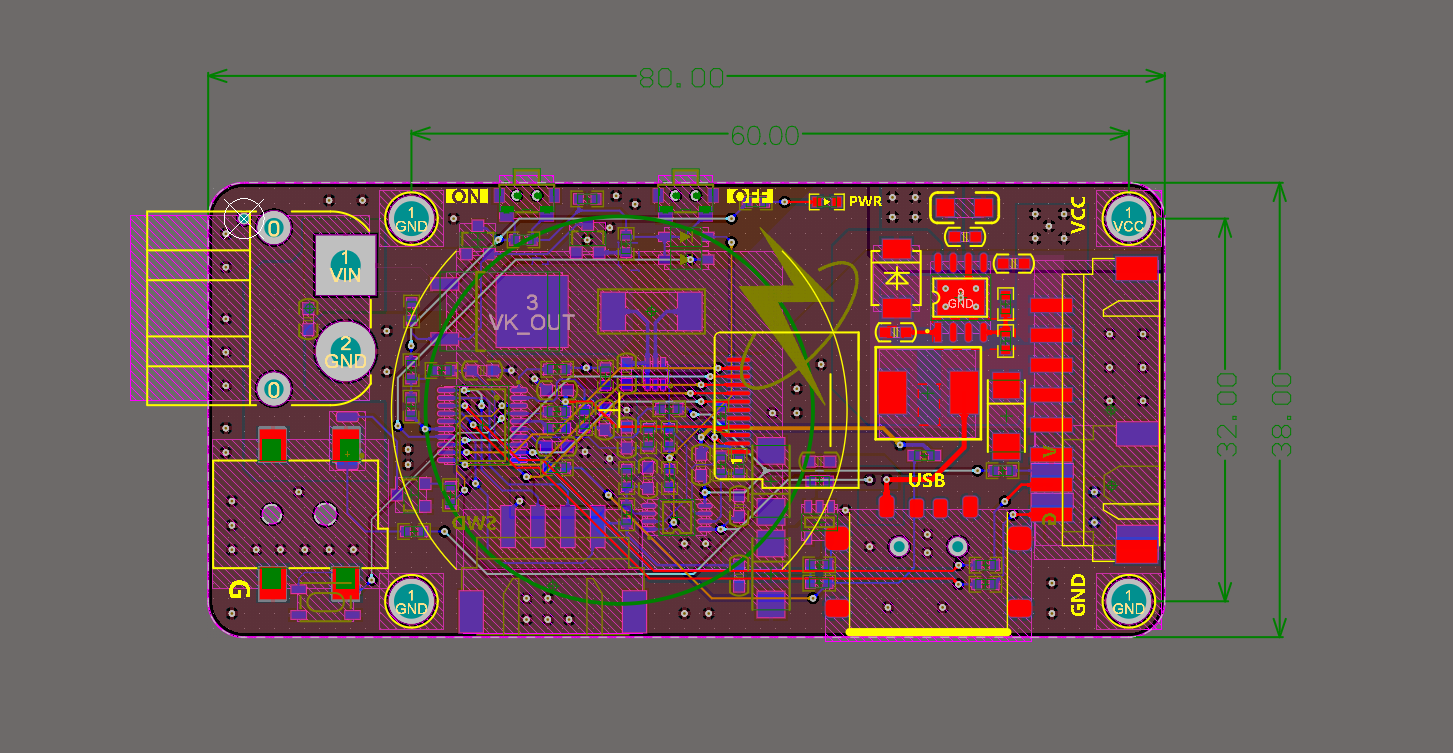 80.00
60.00
ON
OFF
PWR
VCC
0
1
GND
1
VCC
1
VIN
3
VK_OUT
GND
2
GND
0
32.00
38.00
1
V
USB
SWD
G
G
1
GND
GND
1
GND